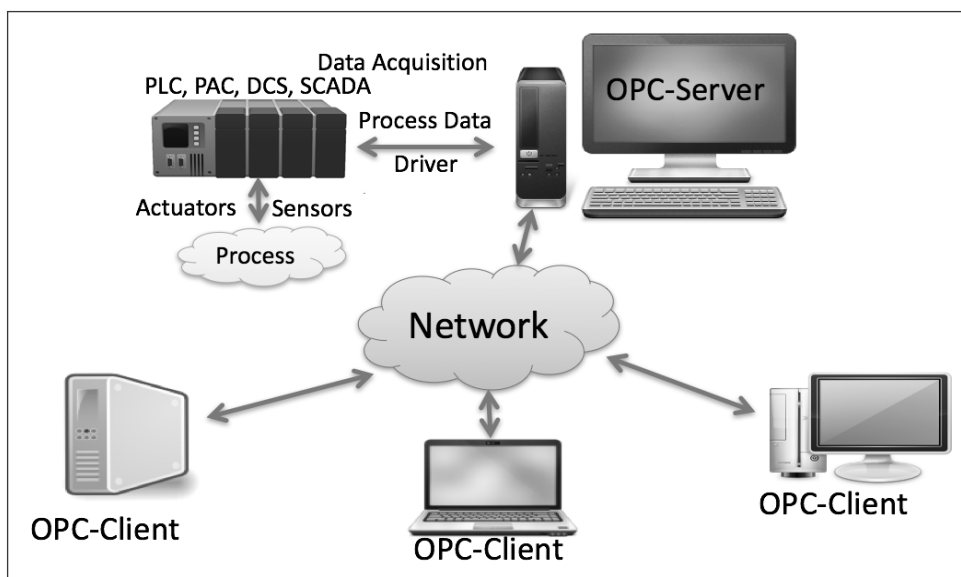 Data Acquisition
PLC, PAC, DCS, SCADA
OPC-Server
Process Data
Driver
Actuators
Sensors
Process
Network
OPC-Client
OPC-Client
OPC-Client